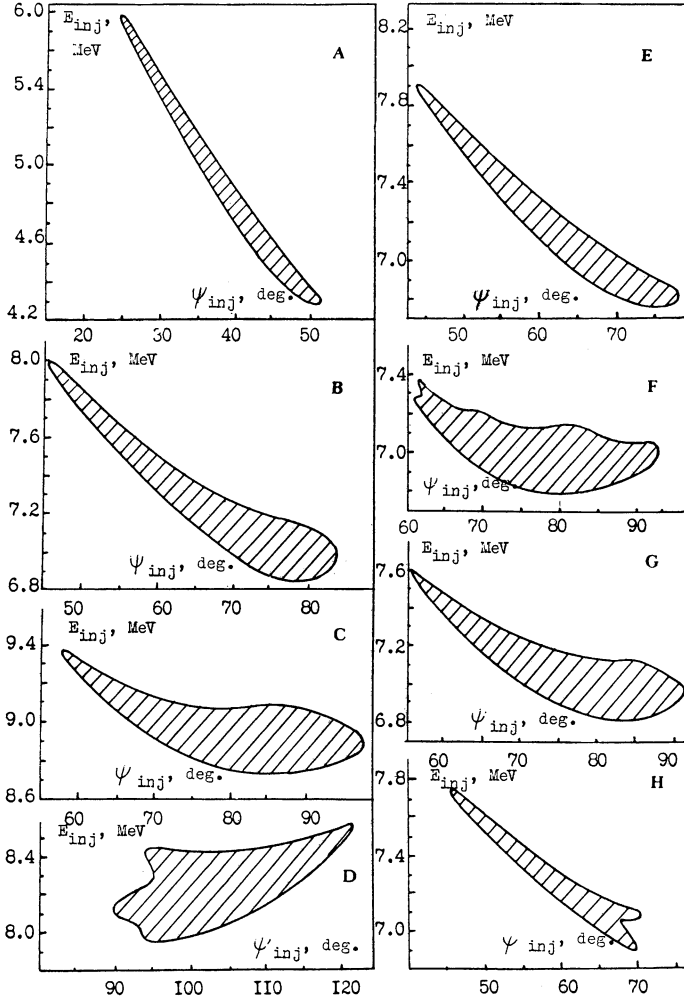 6.0
5.4
5.0
4.6
4.2
E inj, MeV
A
ψ inj, deg.
20 30 40 50
8.0
7.6
7.2
6.8
E inj, MeV
B
ψ inj, deg.
50 60 70 80
9.4
9.0
8.6
E inj, MeV
C
ψ inj, deg.
60 70 80 90
8.4
8.0
E inj, MeV
D
ψ inj, deg.
90 I00 II0 I20
8.2
7.8
7.4
7.0
E inj, MeV
E
ψ inj, deg.
50 60 70
7.4
7.0
E inj, MeV
F
ψ inj, deg.
60 70 80 90
7.6
7.2
6.8
E inj, MeV
G
ψ inj, deg.
60 70 80 90
7.8
7.4
7.0
E inj, MeV
H
ψ inj, deg.
50 60 70